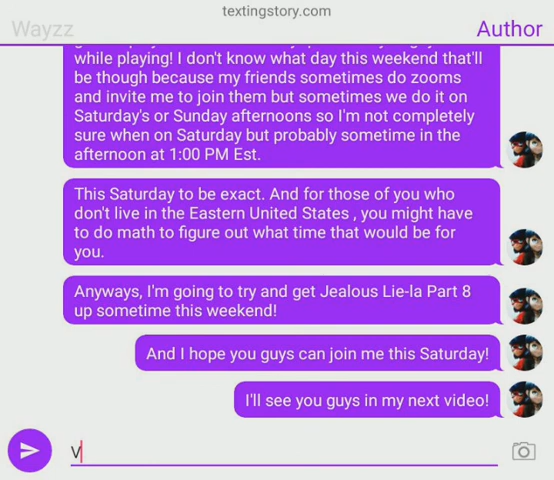 textingstory.com
Wayzz
Author
while playing! I don't know what day this weekend that'll
be though because my friends sometimes do zooms
and invite me to join them but sometimes we do it on
Saturday's or Sunday afternoons so I'm not completely
sure when on Saturday but probably sometime in the
afternoon at 1:00 PM Est.
This Saturday to be exact. And for those of you who
don't live in the Eastern United States , you might have
to do math to figure out what time that would be for
you.
Anyways, I'm going to try and get Jealous Lie-la Part 8
up sometime this weekend!
And I hope you guys can join me this Saturday!
I'll see you guys in my next video!
V